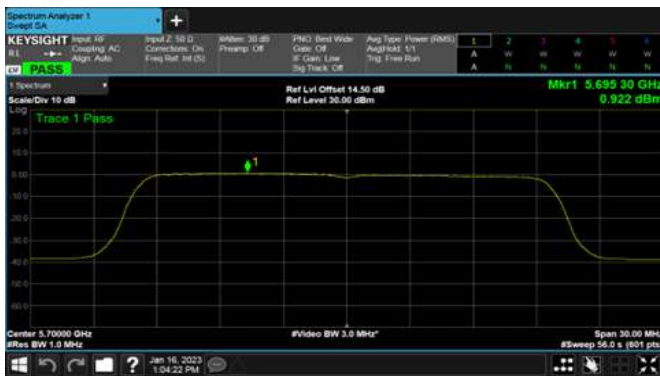 Spectrum Analyzer 1
Swept SA
+
KEYSIGHT
Input: RF
Coupling: AC
Align: Auto
Input Z: 50 Ω
Corrections: On
Freq Ref: Int (S)
#Atten: 30 dB
Preamp: Off
PNO: Best Wide
Gate: Off
IF Gain: Low
Sig Track: Off
Avg Type: Power (RMS)
Avg|Hold: 1/1
Trig: Free Run
1 2 3 4 5 6
A W W W W W
A N N N N N
RL
PASS
1 Spectrum
Scale/Div 10 dB
Ref Lvl Offset 14.50 dB
Ref Level 30.00 dBm
Mkr1 5.695 30 GHz
0.922 dBm
Log
Trace 1 Pass
20.0
10.0
0.00
-10.0
-20.0
-30.0
-40.0
-50.0
-60.0
1
Center 5.70000 GHz
#Res BW 1.0 MHz
#Video BW 3.0 MHz*
Span 30.00 MHz
#Sweep 56.0 s (601 pts)
?
Jan 16, 2023
1:04:22 PM